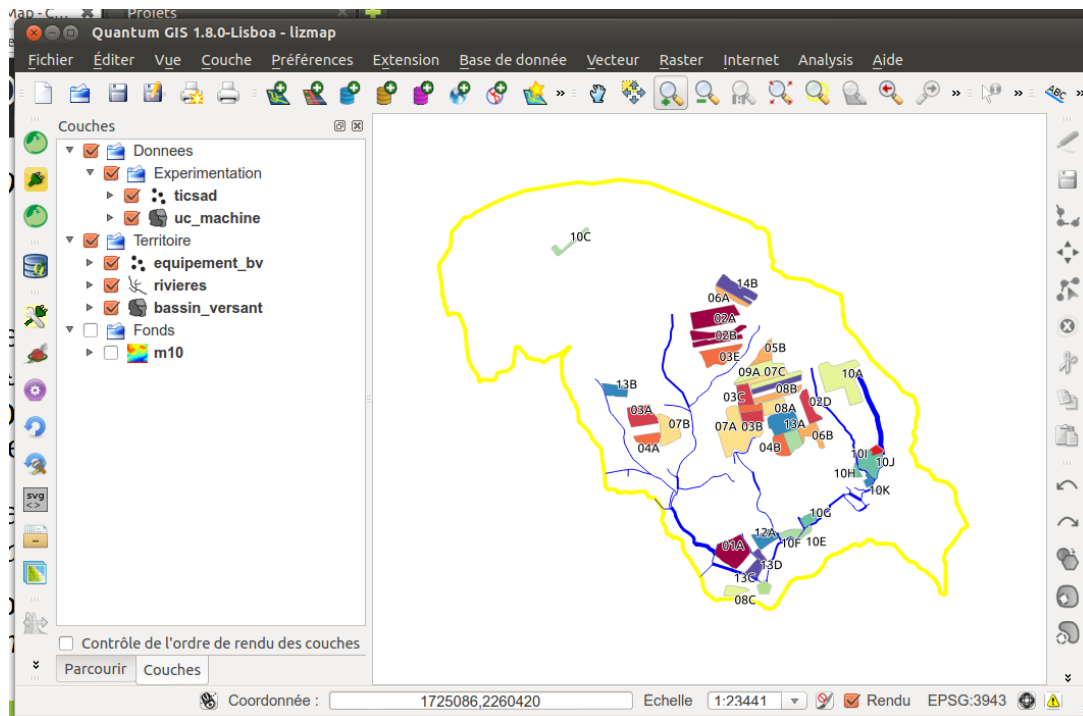 Map - C...
Projets
Quantum GIS 1.8.0-Lisboa - lizmap
Fichier Éditer Vue Couche Préférences Extension Base de donnée Vecteur Raster Internet Analysis Aide
» » » ABC »
Couches
Donnees
Experimentation
ticsad
uc_machine
Territoire
equipement_bv
rivieres
bassin_versant
Fonds
m10
svg
<>
10C
14B
06A
02A
02B
03E
05B
09A 07C
10A
13B
08B
03C
02D
03A
08A
07B
07A 03B
13A
06B
04A
04B
10I
10J
10H
10K
10G
12A
10F 10E
01A
13D
13C
08C
Contrôle de l'ordre de rendu des couches
Parcourir Couches
Coordonnée : 1725086,2260420 Echelle 1:23441 Rendu EPSG:3943